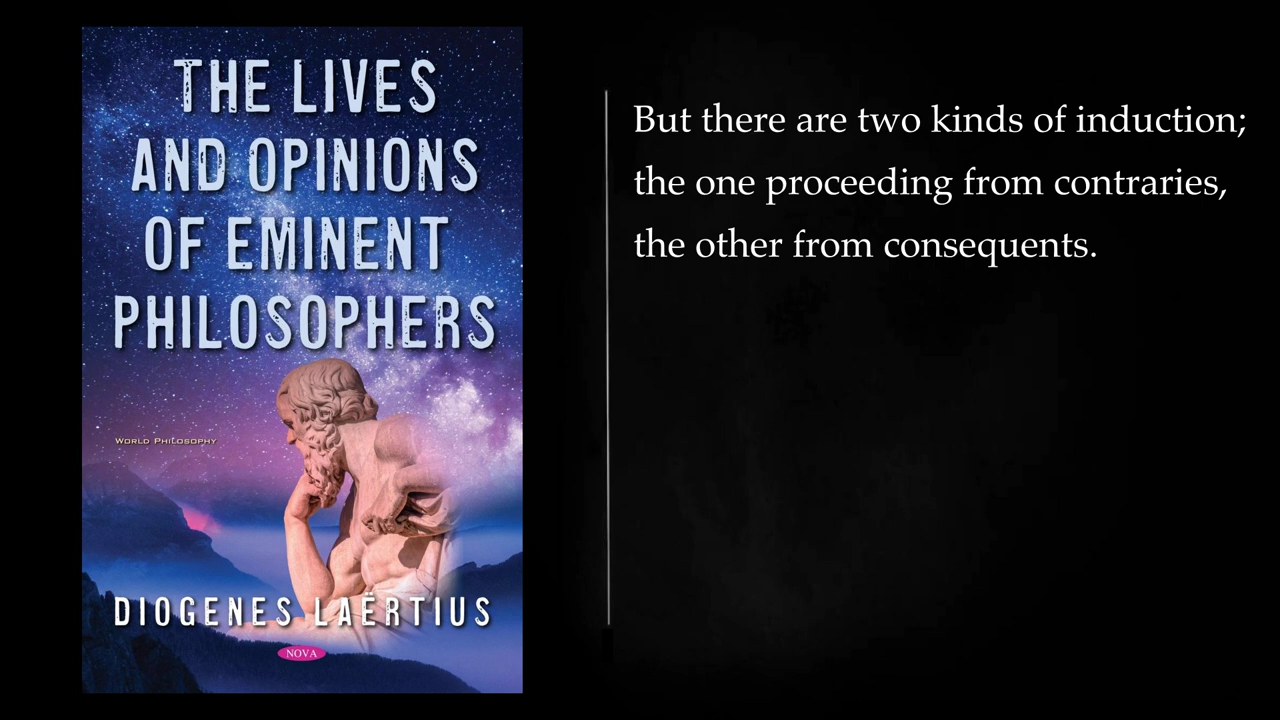 THE LIVES
AND OPINIONS
OF EMINENT
PHILOSOPHERS
WORLD PHILOSOPHY
DIOGENES LAËRTIUS
NOVA
But there are two kinds of induction;
the one proceeding from contraries,
the other from consequents.